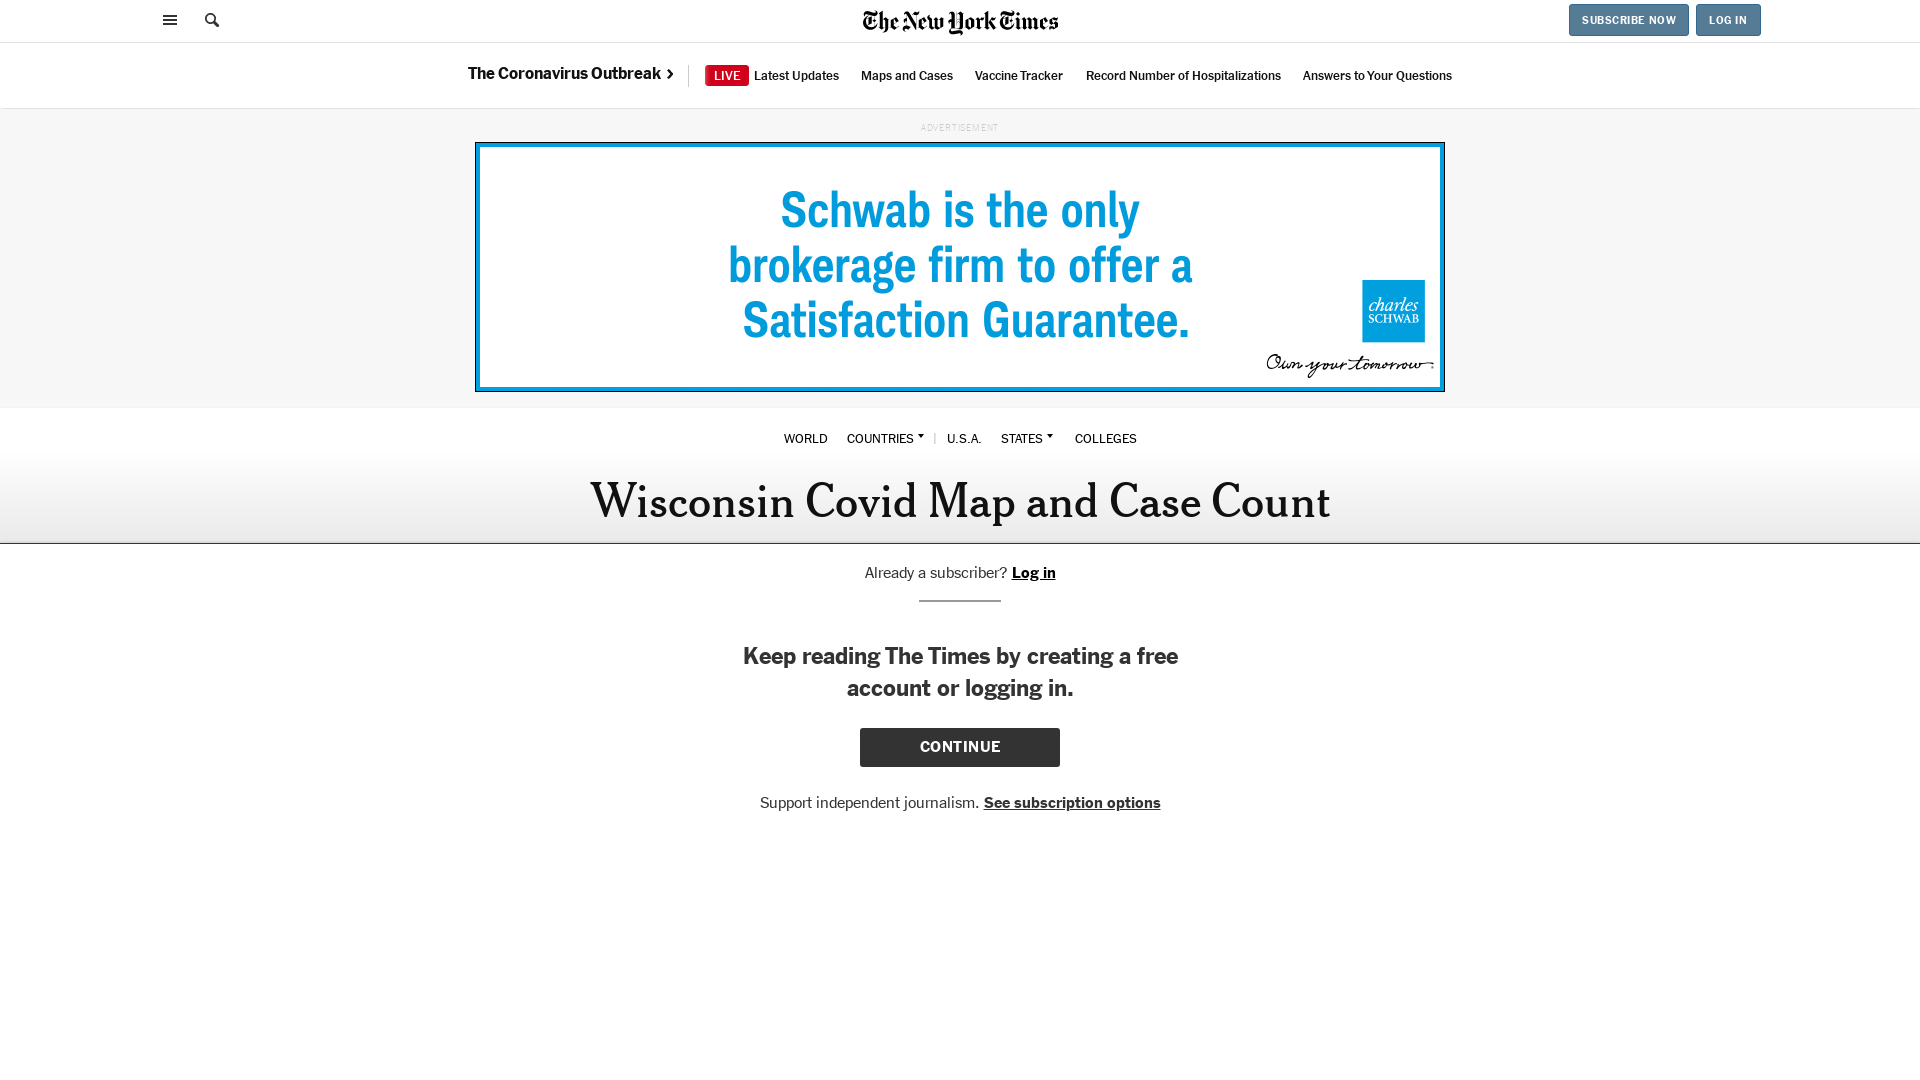 The New York Times
SUBSCRIBE NOW
LOG IN
The Coronavirus Outbreak
LIVE Latest Updates
Maps and Cases
Vaccine Tracker
Record Number of Hospitalizations
Answers to Your Questions
ADVERTISEMENT
Schwab is the only
brokerage firm to offer a
Satisfaction Guarantee.
charles
SCHWAB
Own your tomorrow
WORLD
COUNTRIES
U.S.A.
STATES
COLLEGES
Wisconsin Covid Map and Case Count
Already a subscriber? Log in
Keep reading The Times by creating a free
account or logging in.
CONTINUE
Support independent journalism. See subscription options